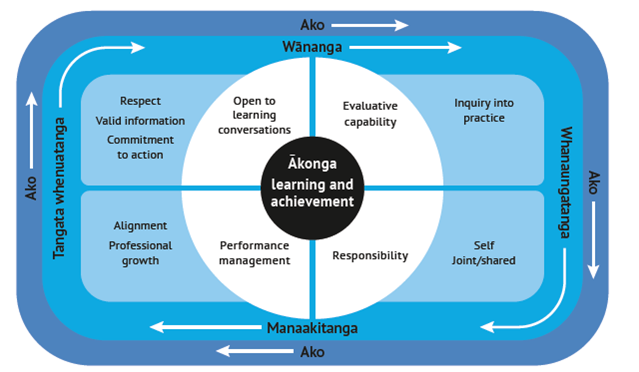 Ako
Wānanga
Respect
Valid information
Commitment
to action
Open to
learning
conversations
Evaluative
capability
Inquiry into
practice
Ako
Tangata whenuatanga
Ākonga
learning and
achievement
Whanaungatanga
Ako
Alignment
Professional
growth
Performance
management
Responsibility
Self
Joint/shared
Manaakitanga
Ako